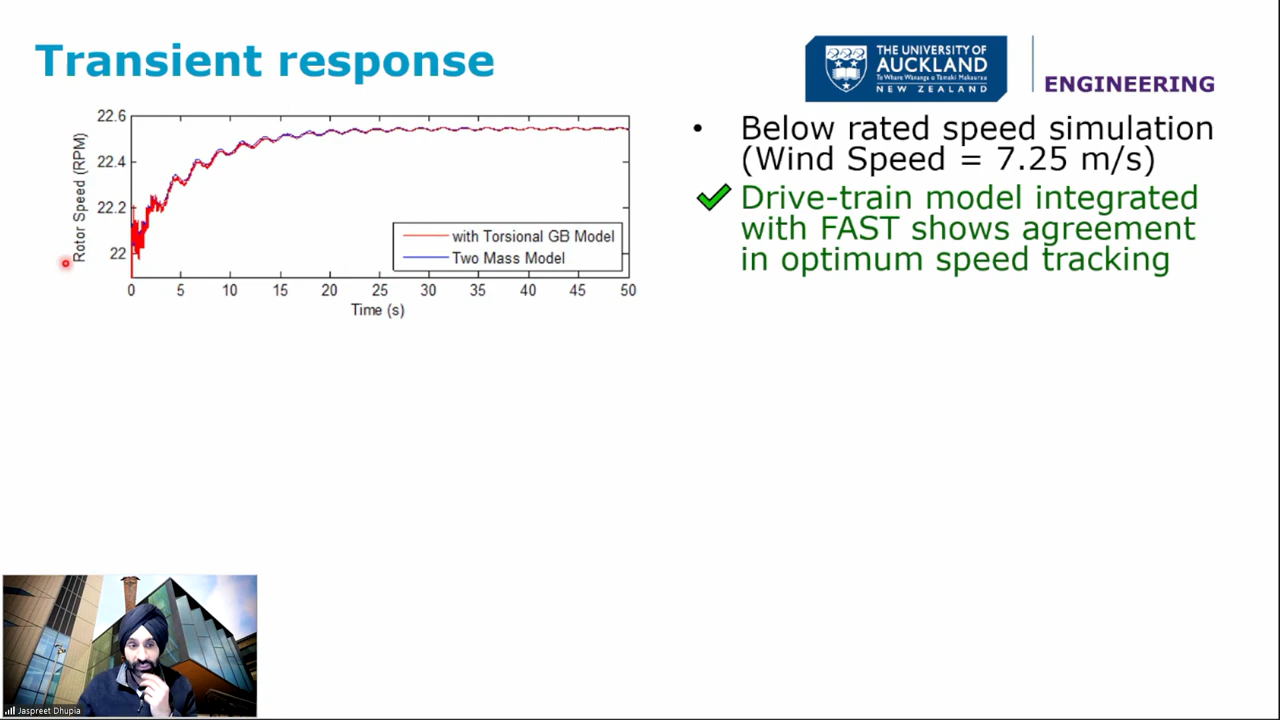 Transient response
THE UNIVERSITY OF
AUCKLAND
Te Whare Wānanga o Tāmaki Makaurau
NEW ZEALAND
ENGINEERING
22.6
22.4
22.2
22
Rotor Speed (RPM)
with Torsional GB Model
Two Mass Model
0 5 10 15 20 25 30 35 40 45 50
Time (s)
• Below rated speed simulation
(Wind Speed = 7.25 m/s)
Drive-train model integrated
with FAST shows agreement
in optimum speed tracking
Jaspreet Dhupia